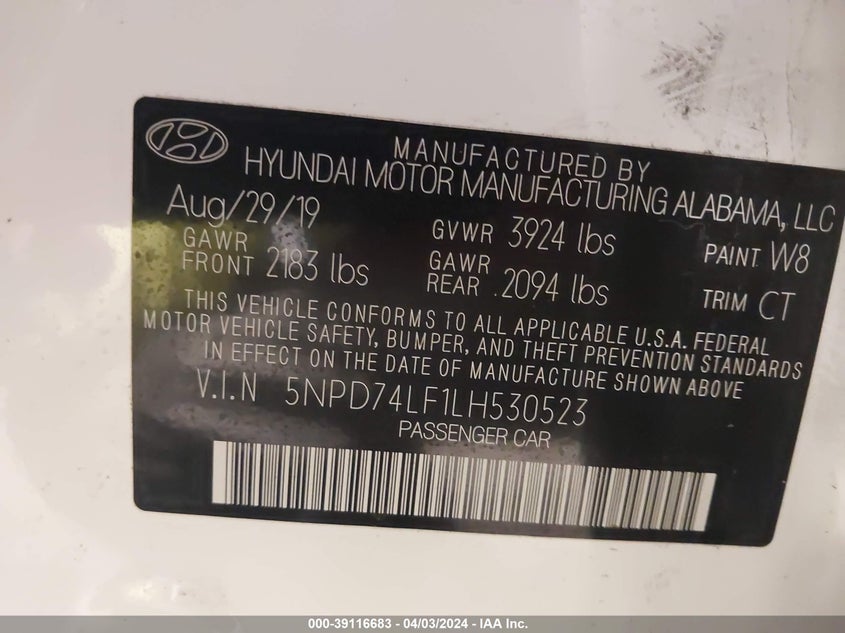 MANUFACTURED BY
HYUNDAI MOTOR MANUFACTURING ALABAMA, LLC
Aug/29/19 GVWR 3924 lbs PAINT W8
GAWR FRONT 2183 lbs GAWR REAR 2094 lbs TRIM CT
THIS VEHICLE CONFORMS TO ALL APPLICABLE U.S.A. FEDERAL
MOTOR VEHICLE SAFETY, BUMPER, AND THEFT PREVENTION STANDARDS
IN EFFECT ON THE DATE OF MANUFACTURE SHOWN ABOVE
V.I.N 5NPD74LF1LH530523
PASSENGER CAR
000-39116683 - 04/03/2024 - IAA Inc.